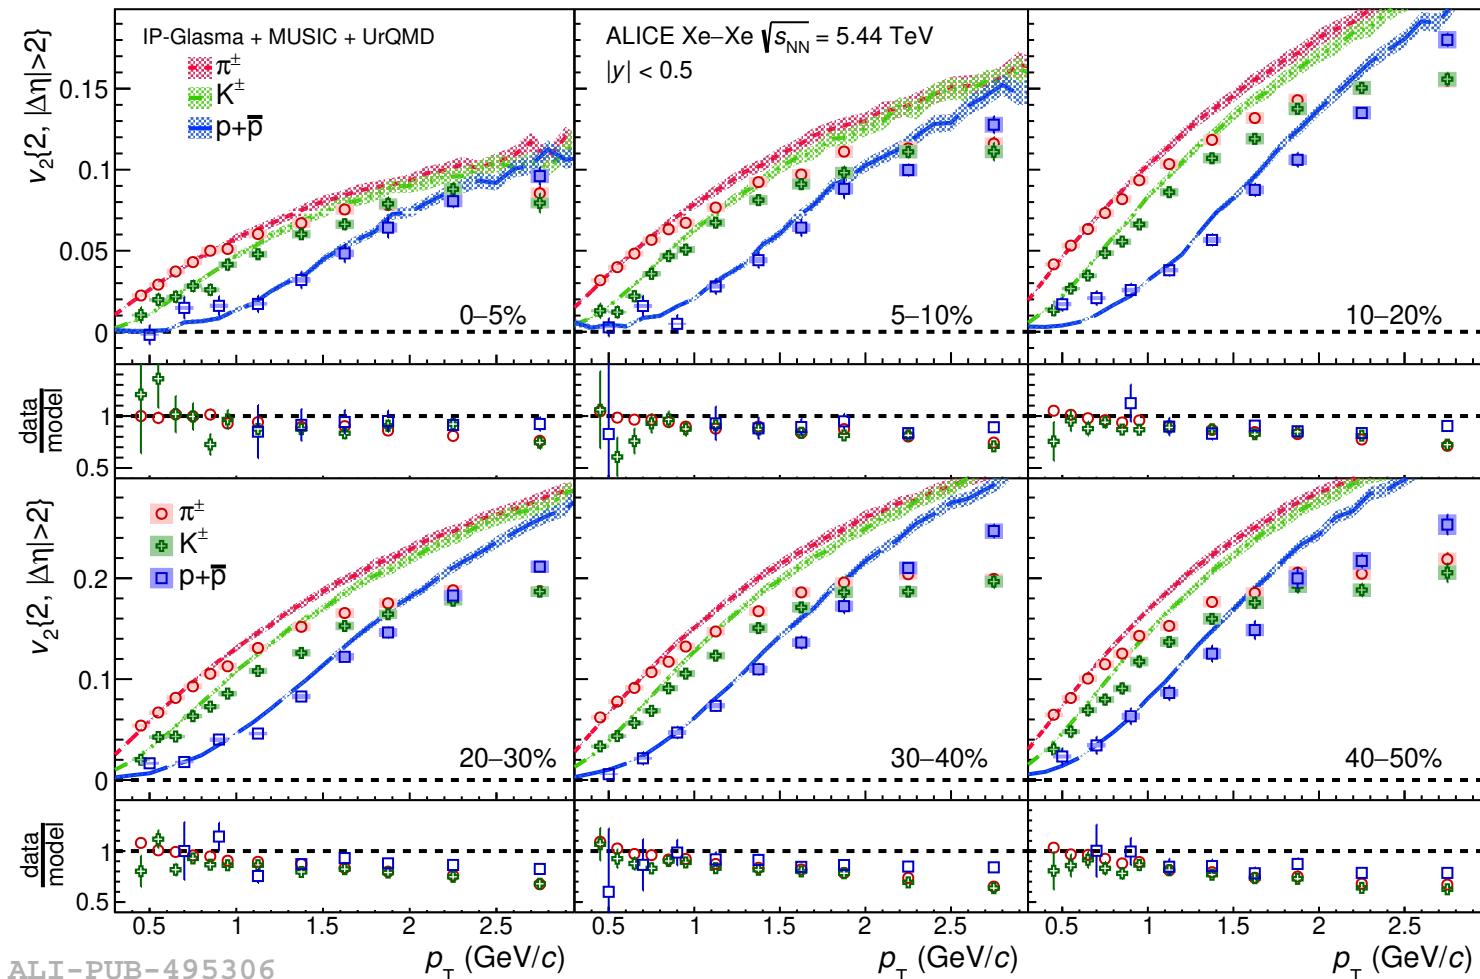 IP-Glasma + MUSIC + UrQMD
π±
K±
p+p̅
ALICE Xe–Xe √sNN = 5.44 TeV
|y| < 0.5
v2{2, |Δη|>2}
0.15
0.1
0.05
0
0–5%
5–10%
10–20%
data
model
1
0.5
π±
K±
p+p̅
v2{2, |Δη|>2}
0.2
0.1
0
20–30%
30–40%
40–50%
data
model
1
0.5
0.5 1 1.5 2 2.5
0.5 1 1.5 2 2.5
0.5 1 1.5 2 2.5
pT (GeV/c)
pT (GeV/c)
pT (GeV/c)
ALI-PUB-495306